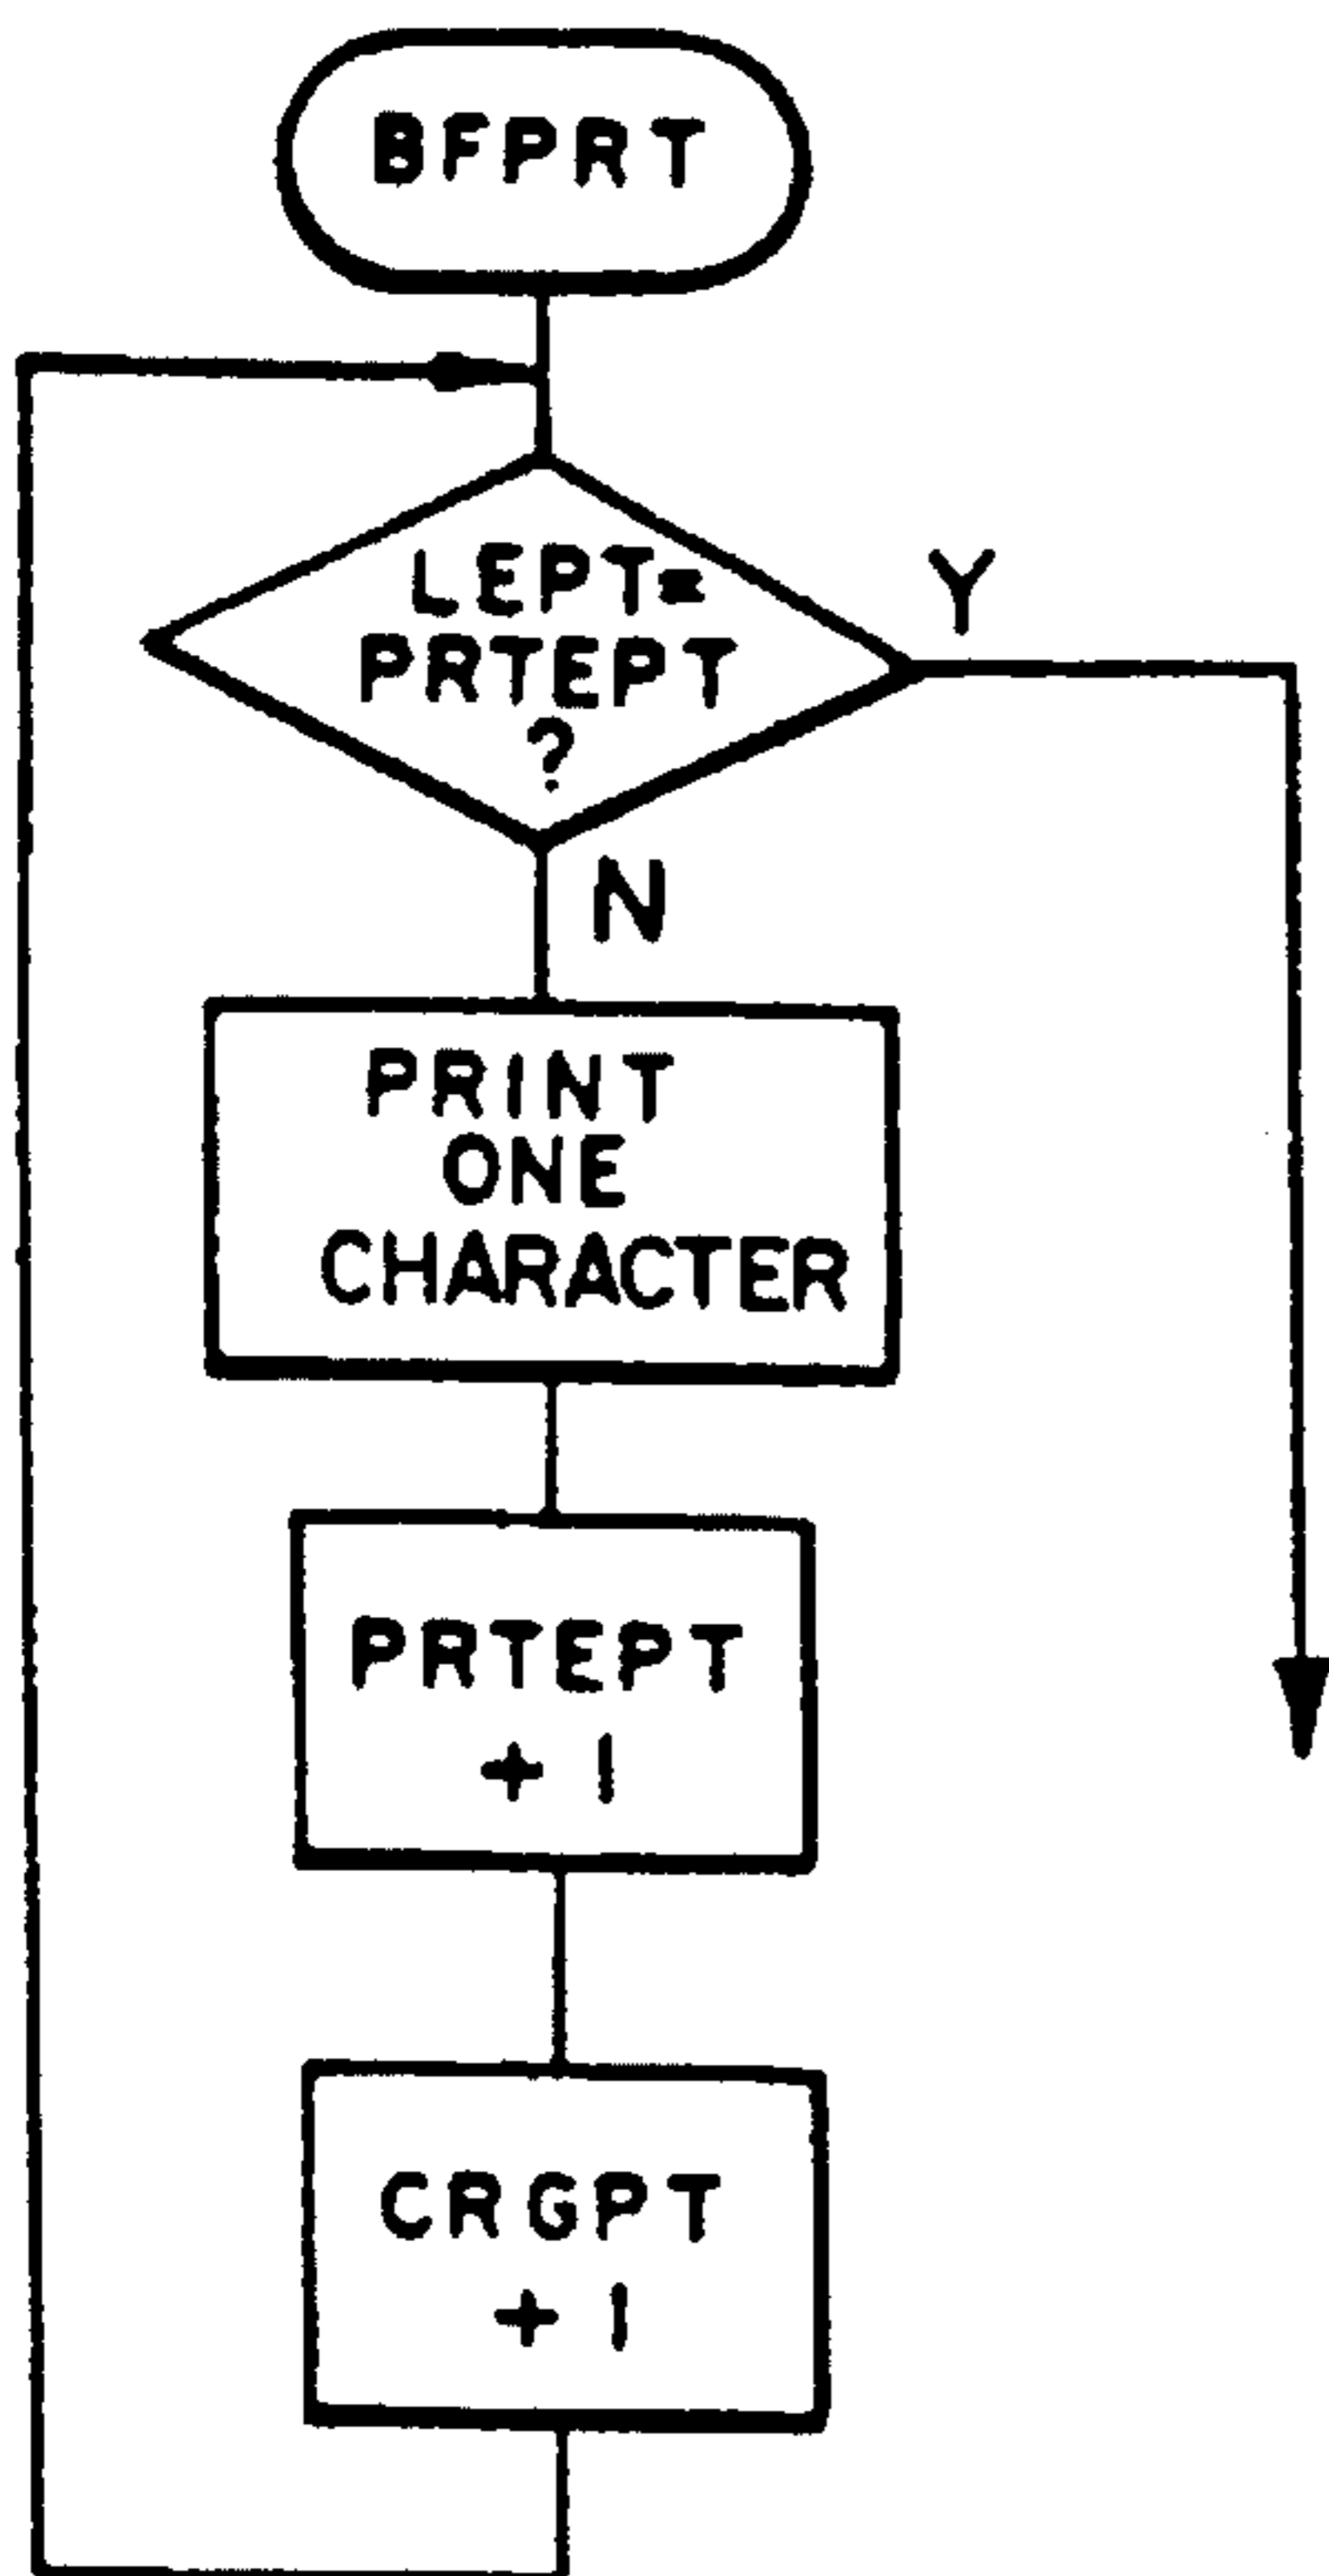 BFPRT
LEPT=
PRTEPT
?
Y
N
PRINT
ONE
CHARACTER
PRTEPT
+ 1
CRGPT
+ 1